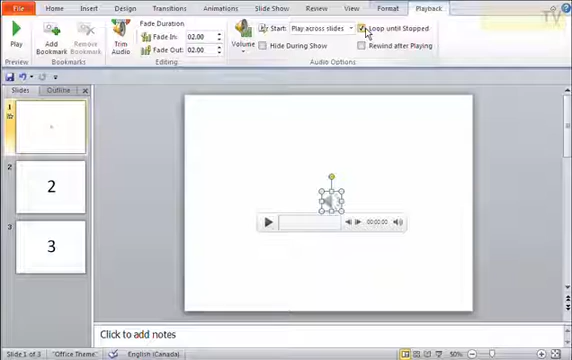 File Home Insert Design Transitions Animations Slide Show Review View Format Playback
TV
Play
Preview
Add Bookmark
Remove Bookmark
Bookmarks
Trim Audio
Fade Duration
Fade In: 02.00
Fade Out: 02.00
Editing
Volume
Start: Play across slides
Hide During Show
Loop until Stopped
Rewind after Playing
Audio Options
Slides Outline
1
2
2
3
3
00:00.00
Click to add notes
Slide 1 of 3 "Office Theme" English (Canada) 50%